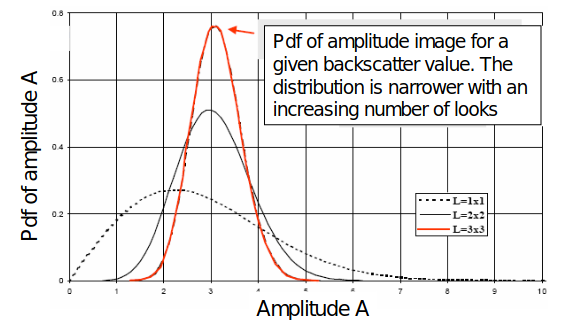 0.8
Pdf of amplitude image for a
given backscatter value. The
distribution is narrower with an
increasing number of looks
0.6
0.4
0.2
0
Pdf of amplitude A
L=1x1
L=2x2
L=3x3
0 1 2 3 4 5 6 7 8 9 10
Amplitude A